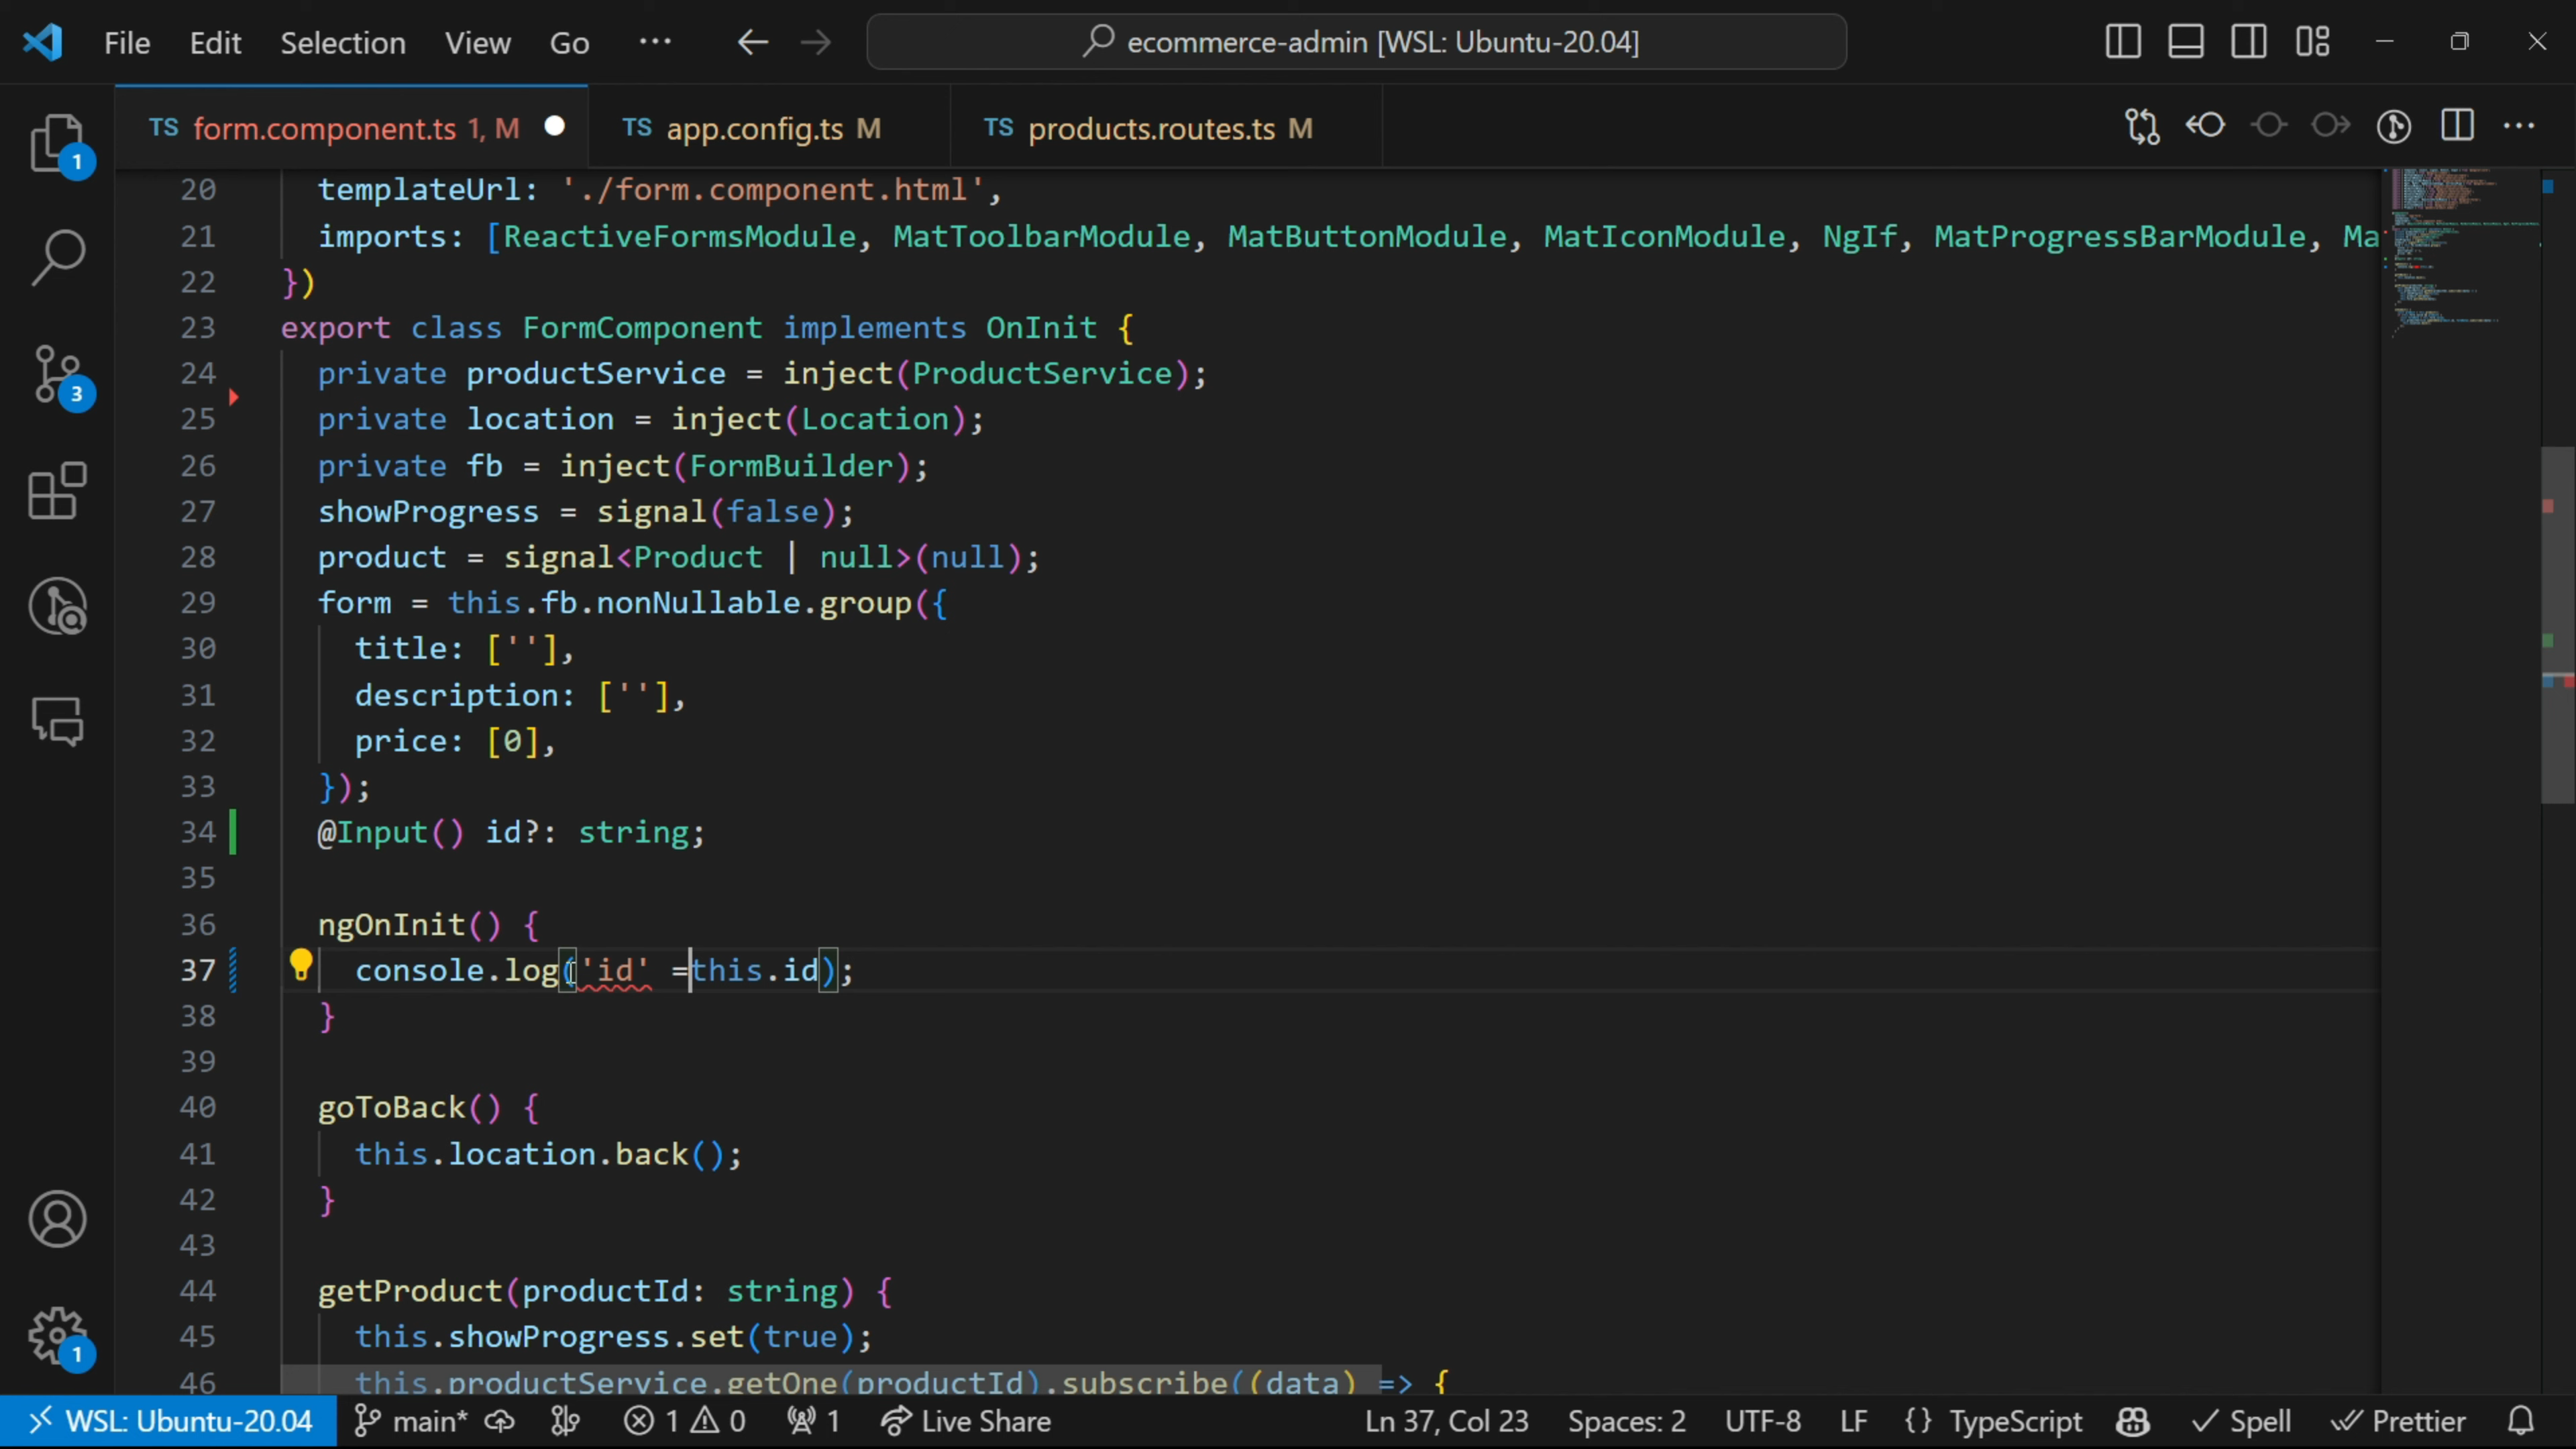 File Edit Selection View Go ··· ecommerce-admin [WSL: Ubuntu-20.04]
TS form.component.ts 1, M TS app.config.ts M TS products.routes.ts M
20 templateUrl: './form.component.html',
21 imports: [ReactiveFormsModule, MatToolbarModule, MatButtonModule, MatIconModule, NgIf, MatProgressBarModule, Ma
22 })
23 export class FormComponent implements OnInit {
24 private productService = inject(ProductService);
25 private location = inject(Location);
26 private fb = inject(FormBuilder);
27 showProgress = signal(false);
28 product = signal<Product | null>(null);
29 form = this.fb.nonNullable.group({
30 title: [''],
31 description: [''],
32 price: [0],
33 });
34 @Input() id?: string;
35
36 ngOnInit() {
37 console.log('id' =this.id);
38 }
39
40 goToBack() {
41 this.location.back();
42 }
43
44 getProduct(productId: string) {
45 this.showProgress.set(true);
46 this.productService.getOne(productId).subscribe((data) => {
1
3
1
WSL: Ubuntu-20.04 main* 1 0 1 Live Share Ln 37, Col 23 Spaces: 2 UTF-8 LF {} TypeScript Spell Prettier